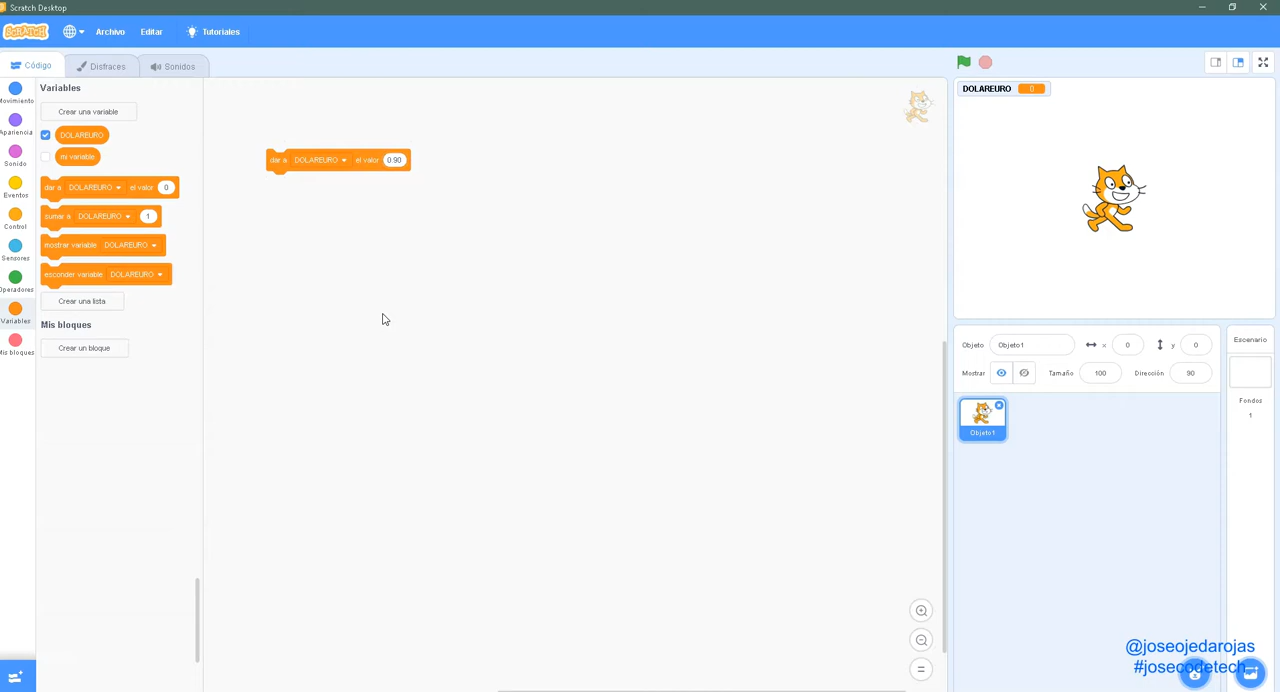 Scratch Desktop
SCRATCH
Archivo
Editar
Tutoriales
Código
Disfraces
Sonidos
Movimiento
Apariencia
Sonido
Eventos
Control
Sensores
Operadores
Variables
Mis bloques
Variables
Crear una variable
DOLAREURO
mi variable
dar a DOLAREURO el valor 0
sumar a DOLAREURO 1
mostrar variable DOLAREURO
esconder variable DOLAREURO
Crear una lista
Mis bloques
Crear un bloque
dar a DOLAREURO el valor 0.90
DOLAREURO 0
Objeto Objeto1 x 0 y 0
Mostrar Tamaño 100 Dirección 90
Objeto1
Escenario
Fondos
1
@joseojedarojas
#josecodetech